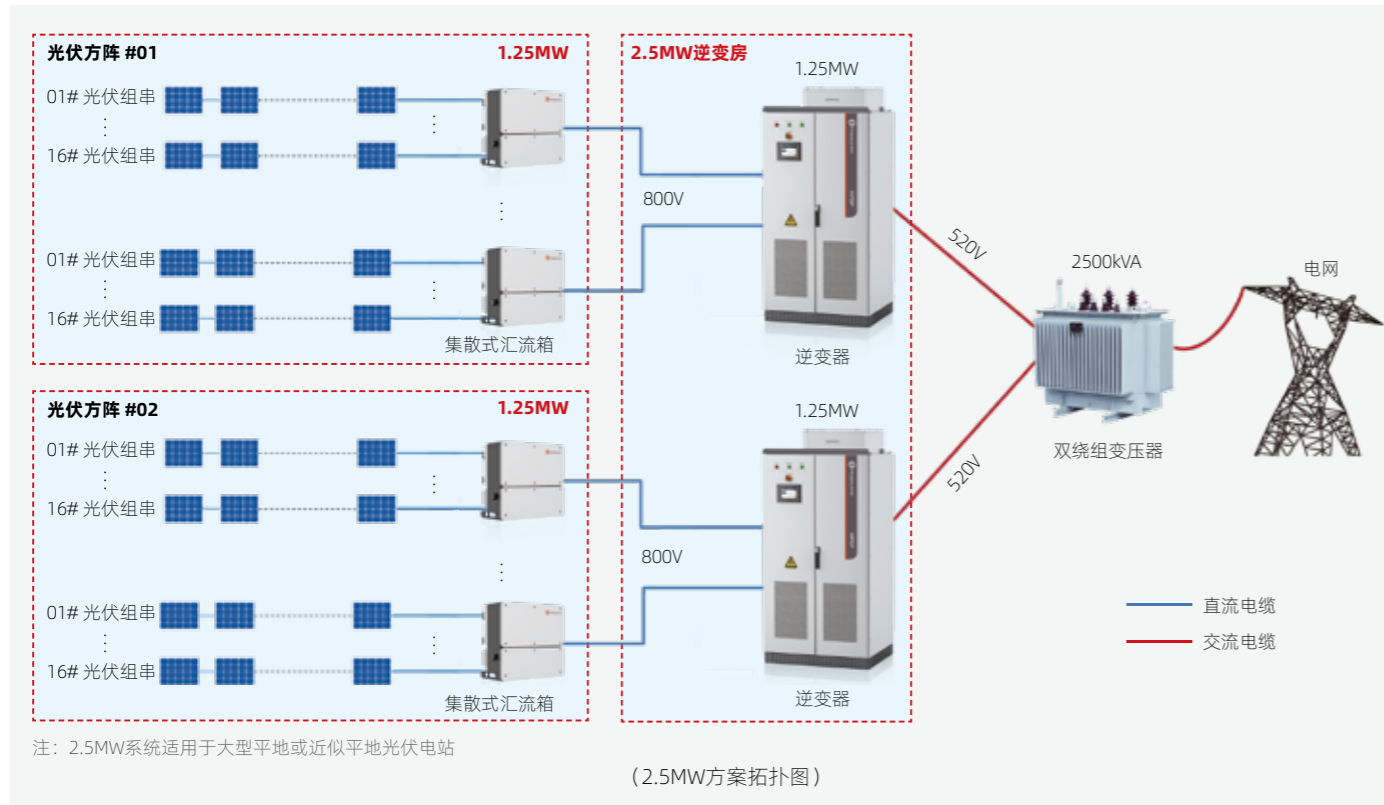 光伏方阵 #01 1.25MW
01# 光伏组串
16# 光伏组串
01# 光伏组串
16# 光伏组串
集散式汇流箱
2.5MW逆变房
1.25MW
800V
逆变器
光伏方阵 #02 1.25MW
01# 光伏组串
16# 光伏组串
01# 光伏组串
16# 光伏组串
集散式汇流箱
1.25MW
800V
逆变器
520V
520V
2500kVA
双绕组变压器
电网
直流电缆
交流电缆
注：2.5MW系统适用于大型平地或近似平地光伏电站
（2.5MW方案拓扑图）